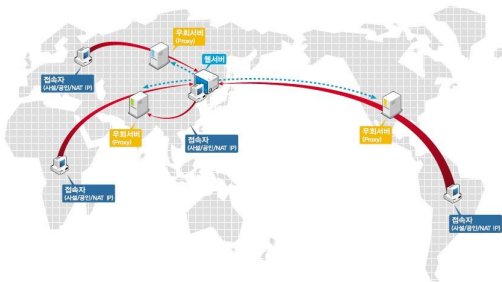 우회서버
(Proxy)
웹서버
접속자
(사설/공인/NAT IP)
우회서버
(Proxy)
우회서버
(Proxy)
접속자
(사설/공인/NAT IP)
접속자
(사설/공인/NAT IP)
접속자
(사설/공인/NAT IP)